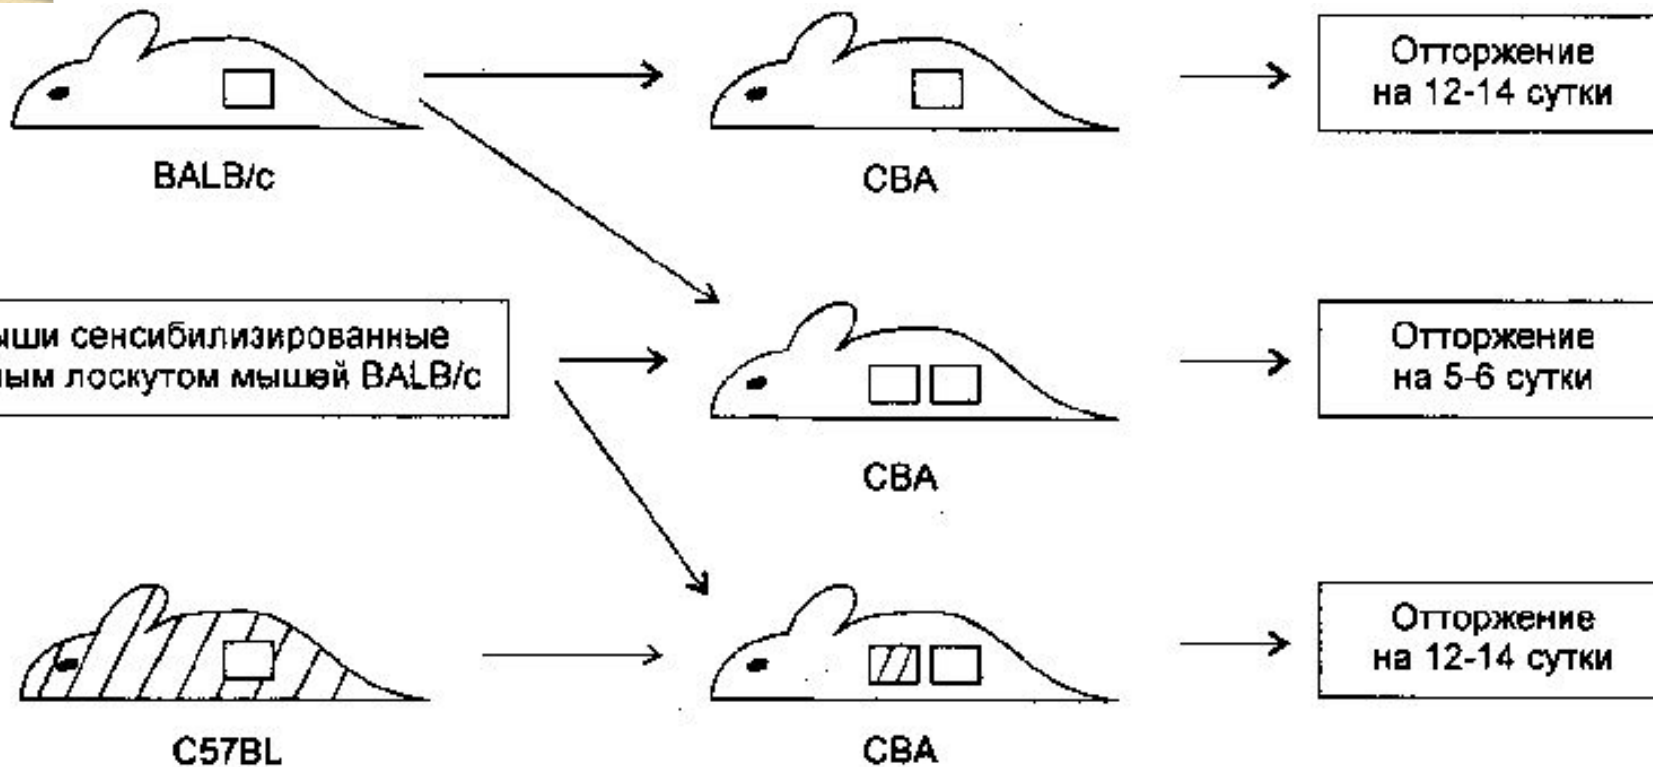 Отторжение
на 12-14 сутки
BALB/c
CBA
сенсибилизированные
лоскутом мышей BALB/c
Отторжение
на 5-6 сутки
CBA
Отторжение
на 12-14 сутки
C57BL
CBA